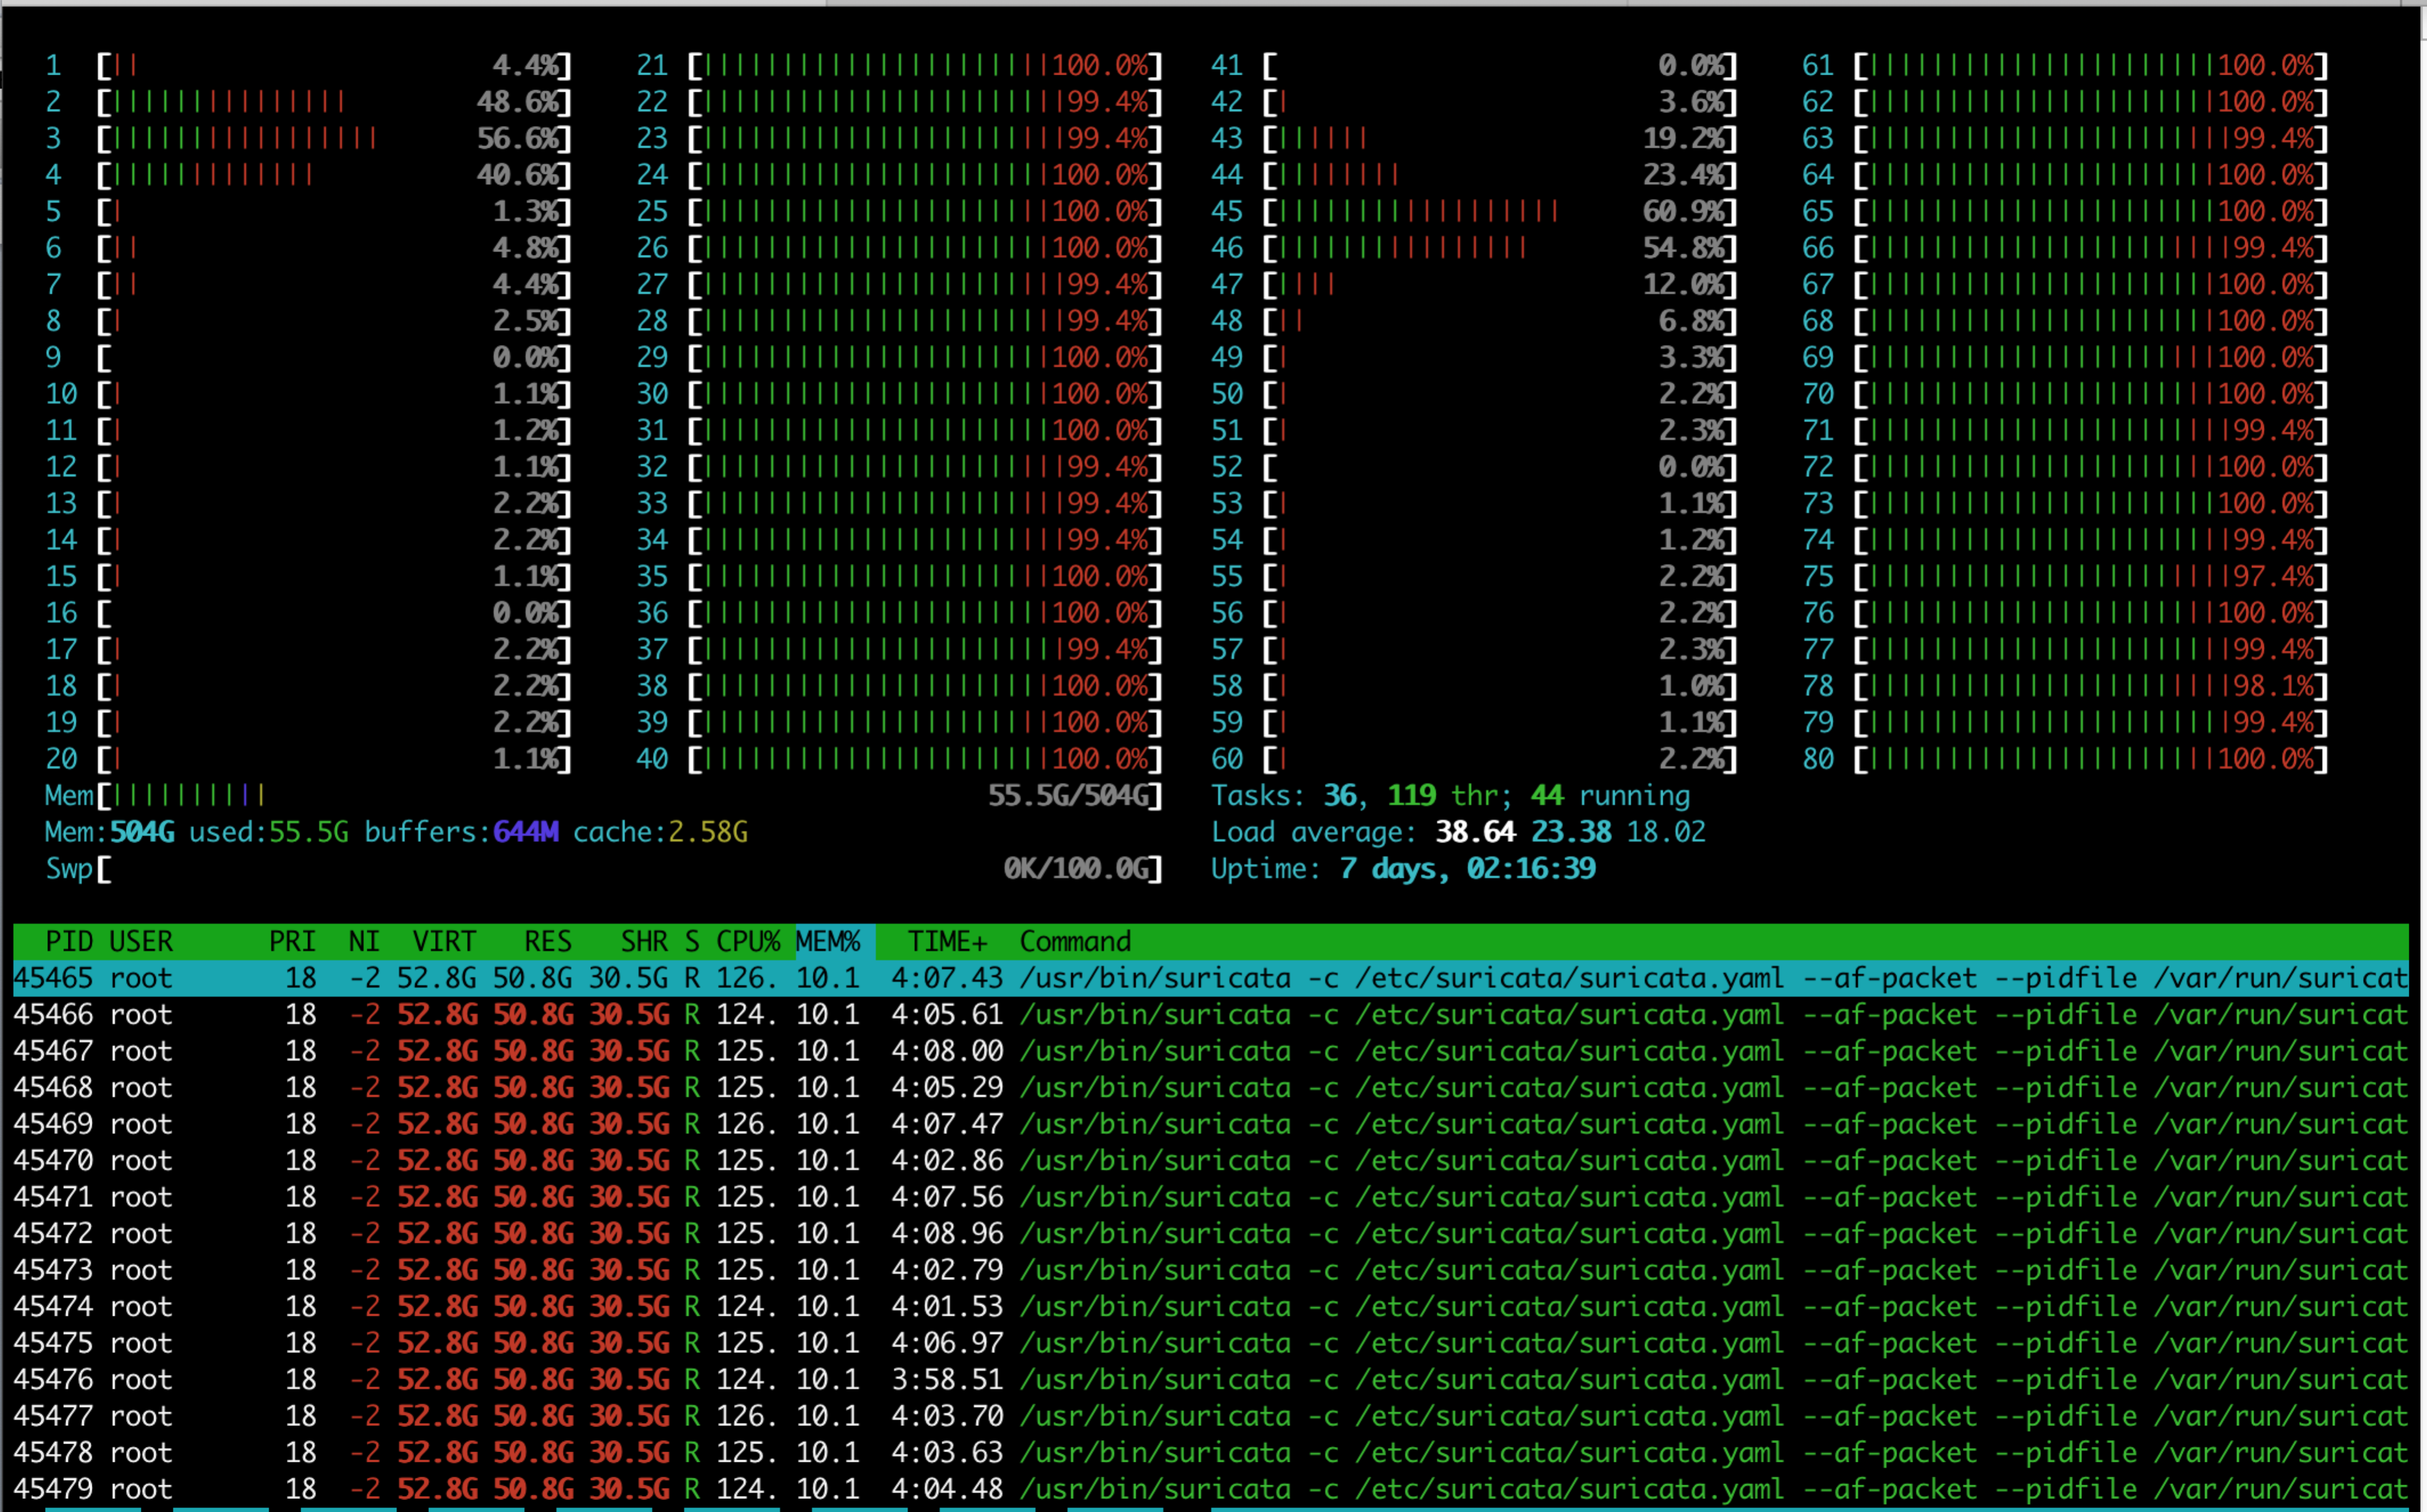 1 [|| 4.4%] 21 [||||||||||||||||||||||100.0%] 41 [ 0.0%] 61 [||||||||||||||||||||||100.0%]
2 [||||||||||||||| 48.6%] 22 [|||||||||||||||||||||||99.4%] 42 [| 3.6%] 62 [||||||||||||||||||||||100.0%]
3 [||||||||||||||||| 56.6%] 23 [|||||||||||||||||||||||99.4%] 43 [|||||| 19.2%] 63 [|||||||||||||||||||||||99.4%]
4 [||||||||||||| 40.6%] 24 [||||||||||||||||||||||100.0%] 44 [|||||||| 23.4%] 64 [||||||||||||||||||||||100.0%]
5 [| 1.3%] 25 [||||||||||||||||||||||100.0%] 45 [|||||||||||||||||| 60.9%] 65 [||||||||||||||||||||||100.0%]
6 [|| 4.8%] 26 [||||||||||||||||||||||100.0%] 46 [|||||||||||||||| 54.8%] 66 [|||||||||||||||||||||||99.4%]
7 [|| 4.4%] 27 [|||||||||||||||||||||||99.4%] 47 [|||| 12.0%] 67 [||||||||||||||||||||||100.0%]
8 [| 2.5%] 28 [|||||||||||||||||||||||99.4%] 48 [|| 6.8%] 68 [||||||||||||||||||||||100.0%]
9 [ 0.0%] 29 [||||||||||||||||||||||100.0%] 49 [| 3.3%] 69 [||||||||||||||||||||||100.0%]
10 [| 1.1%] 30 [||||||||||||||||||||||100.0%] 50 [| 2.2%] 70 [||||||||||||||||||||||100.0%]
11 [| 1.2%] 31 [||||||||||||||||||||||100.0%] 51 [| 2.3%] 71 [|||||||||||||||||||||||99.4%]
12 [| 1.1%] 32 [|||||||||||||||||||||||99.4%] 52 [ 0.0%] 72 [||||||||||||||||||||||100.0%]
13 [| 2.2%] 33 [|||||||||||||||||||||||99.4%] 53 [| 1.1%] 73 [||||||||||||||||||||||100.0%]
14 [| 2.2%] 34 [|||||||||||||||||||||||99.4%] 54 [| 1.2%] 74 [|||||||||||||||||||||||99.4%]
15 [| 1.1%] 35 [||||||||||||||||||||||100.0%] 55 [| 2.2%] 75 [|||||||||||||||||||||||97.4%]
16 [ 0.0%] 36 [||||||||||||||||||||||100.0%] 56 [| 2.2%] 76 [||||||||||||||||||||||100.0%]
17 [| 2.2%] 37 [|||||||||||||||||||||||99.4%] 57 [| 2.3%] 77 [|||||||||||||||||||||||99.4%]
18 [| 2.2%] 38 [||||||||||||||||||||||100.0%] 58 [| 1.0%] 78 [|||||||||||||||||||||||98.1%]
19 [| 2.2%] 39 [||||||||||||||||||||||100.0%] 59 [| 1.1%] 79 [|||||||||||||||||||||||99.4%]
20 [| 1.1%] 40 [||||||||||||||||||||||100.0%] 60 [| 2.2%] 80 [||||||||||||||||||||||100.0%]
Mem[|||||||||| 55.5G/504G] Tasks: 36, 119 thr; 44 running
Mem:504G used:55.5G buffers:644M cache:2.58G Load average: 38.64 23.38 18.02
Swp[ 0K/100.0G] Uptime: 7 days, 02:16:39
PID USER PRI NI VIRT RES SHR S CPU% MEM% TIME+ Command
45465 root 18 -2 52.8G 50.8G 30.5G R 126. 10.1 4:07.43 /usr/bin/suricata -c /etc/suricata/suricata.yaml --af-packet --pidfile /var/run/suricat
45466 root 18 -2 52.8G 50.8G 30.5G R 124. 10.1 4:05.61 /usr/bin/suricata -c /etc/suricata/suricata.yaml --af-packet --pidfile /var/run/suricat
45467 root 18 -2 52.8G 50.8G 30.5G R 125. 10.1 4:08.00 /usr/bin/suricata -c /etc/suricata/suricata.yaml --af-packet --pidfile /var/run/suricat
45468 root 18 -2 52.8G 50.8G 30.5G R 125. 10.1 4:05.29 /usr/bin/suricata -c /etc/suricata/suricata.yaml --af-packet --pidfile /var/run/suricat
45469 root 18 -2 52.8G 50.8G 30.5G R 126. 10.1 4:07.47 /usr/bin/suricata -c /etc/suricata/suricata.yaml --af-packet --pidfile /var/run/suricat
45470 root 18 -2 52.8G 50.8G 30.5G R 125. 10.1 4:02.86 /usr/bin/suricata -c /etc/suricata/suricata.yaml --af-packet --pidfile /var/run/suricat
45471 root 18 -2 52.8G 50.8G 30.5G R 125. 10.1 4:07.56 /usr/bin/suricata -c /etc/suricata/suricata.yaml --af-packet --pidfile /var/run/suricat
45472 root 18 -2 52.8G 50.8G 30.5G R 125. 10.1 4:08.96 /usr/bin/suricata -c /etc/suricata/suricata.yaml --af-packet --pidfile /var/run/suricat
45473 root 18 -2 52.8G 50.8G 30.5G R 125. 10.1 4:02.79 /usr/bin/suricata -c /etc/suricata/suricata.yaml --af-packet --pidfile /var/run/suricat
45474 root 18 -2 52.8G 50.8G 30.5G R 124. 10.1 4:01.53 /usr/bin/suricata -c /etc/suricata/suricata.yaml --af-packet --pidfile /var/run/suricat
45475 root 18 -2 52.8G 50.8G 30.5G R 125. 10.1 4:06.97 /usr/bin/suricata -c /etc/suricata/suricata.yaml --af-packet --pidfile /var/run/suricat
45476 root 18 -2 52.8G 50.8G 30.5G R 124. 10.1 3:58.51 /usr/bin/suricata -c /etc/suricata/suricata.yaml --af-packet --pidfile /var/run/suricat
45477 root 18 -2 52.8G 50.8G 30.5G R 126. 10.1 4:03.70 /usr/bin/suricata -c /etc/suricata/suricata.yaml --af-packet --pidfile /var/run/suricat
45478 root 18 -2 52.8G 50.8G 30.5G R 125. 10.1 4:03.63 /usr/bin/suricata -c /etc/suricata/suricata.yaml --af-packet --pidfile /var/run/suricat
45479 root 18 -2 52.8G 50.8G 30.5G R 124. 10.1 4:04.48 /usr/bin/suricata -c /etc/suricata/suricata.yaml --af-packet --pidfile /var/run/suricat